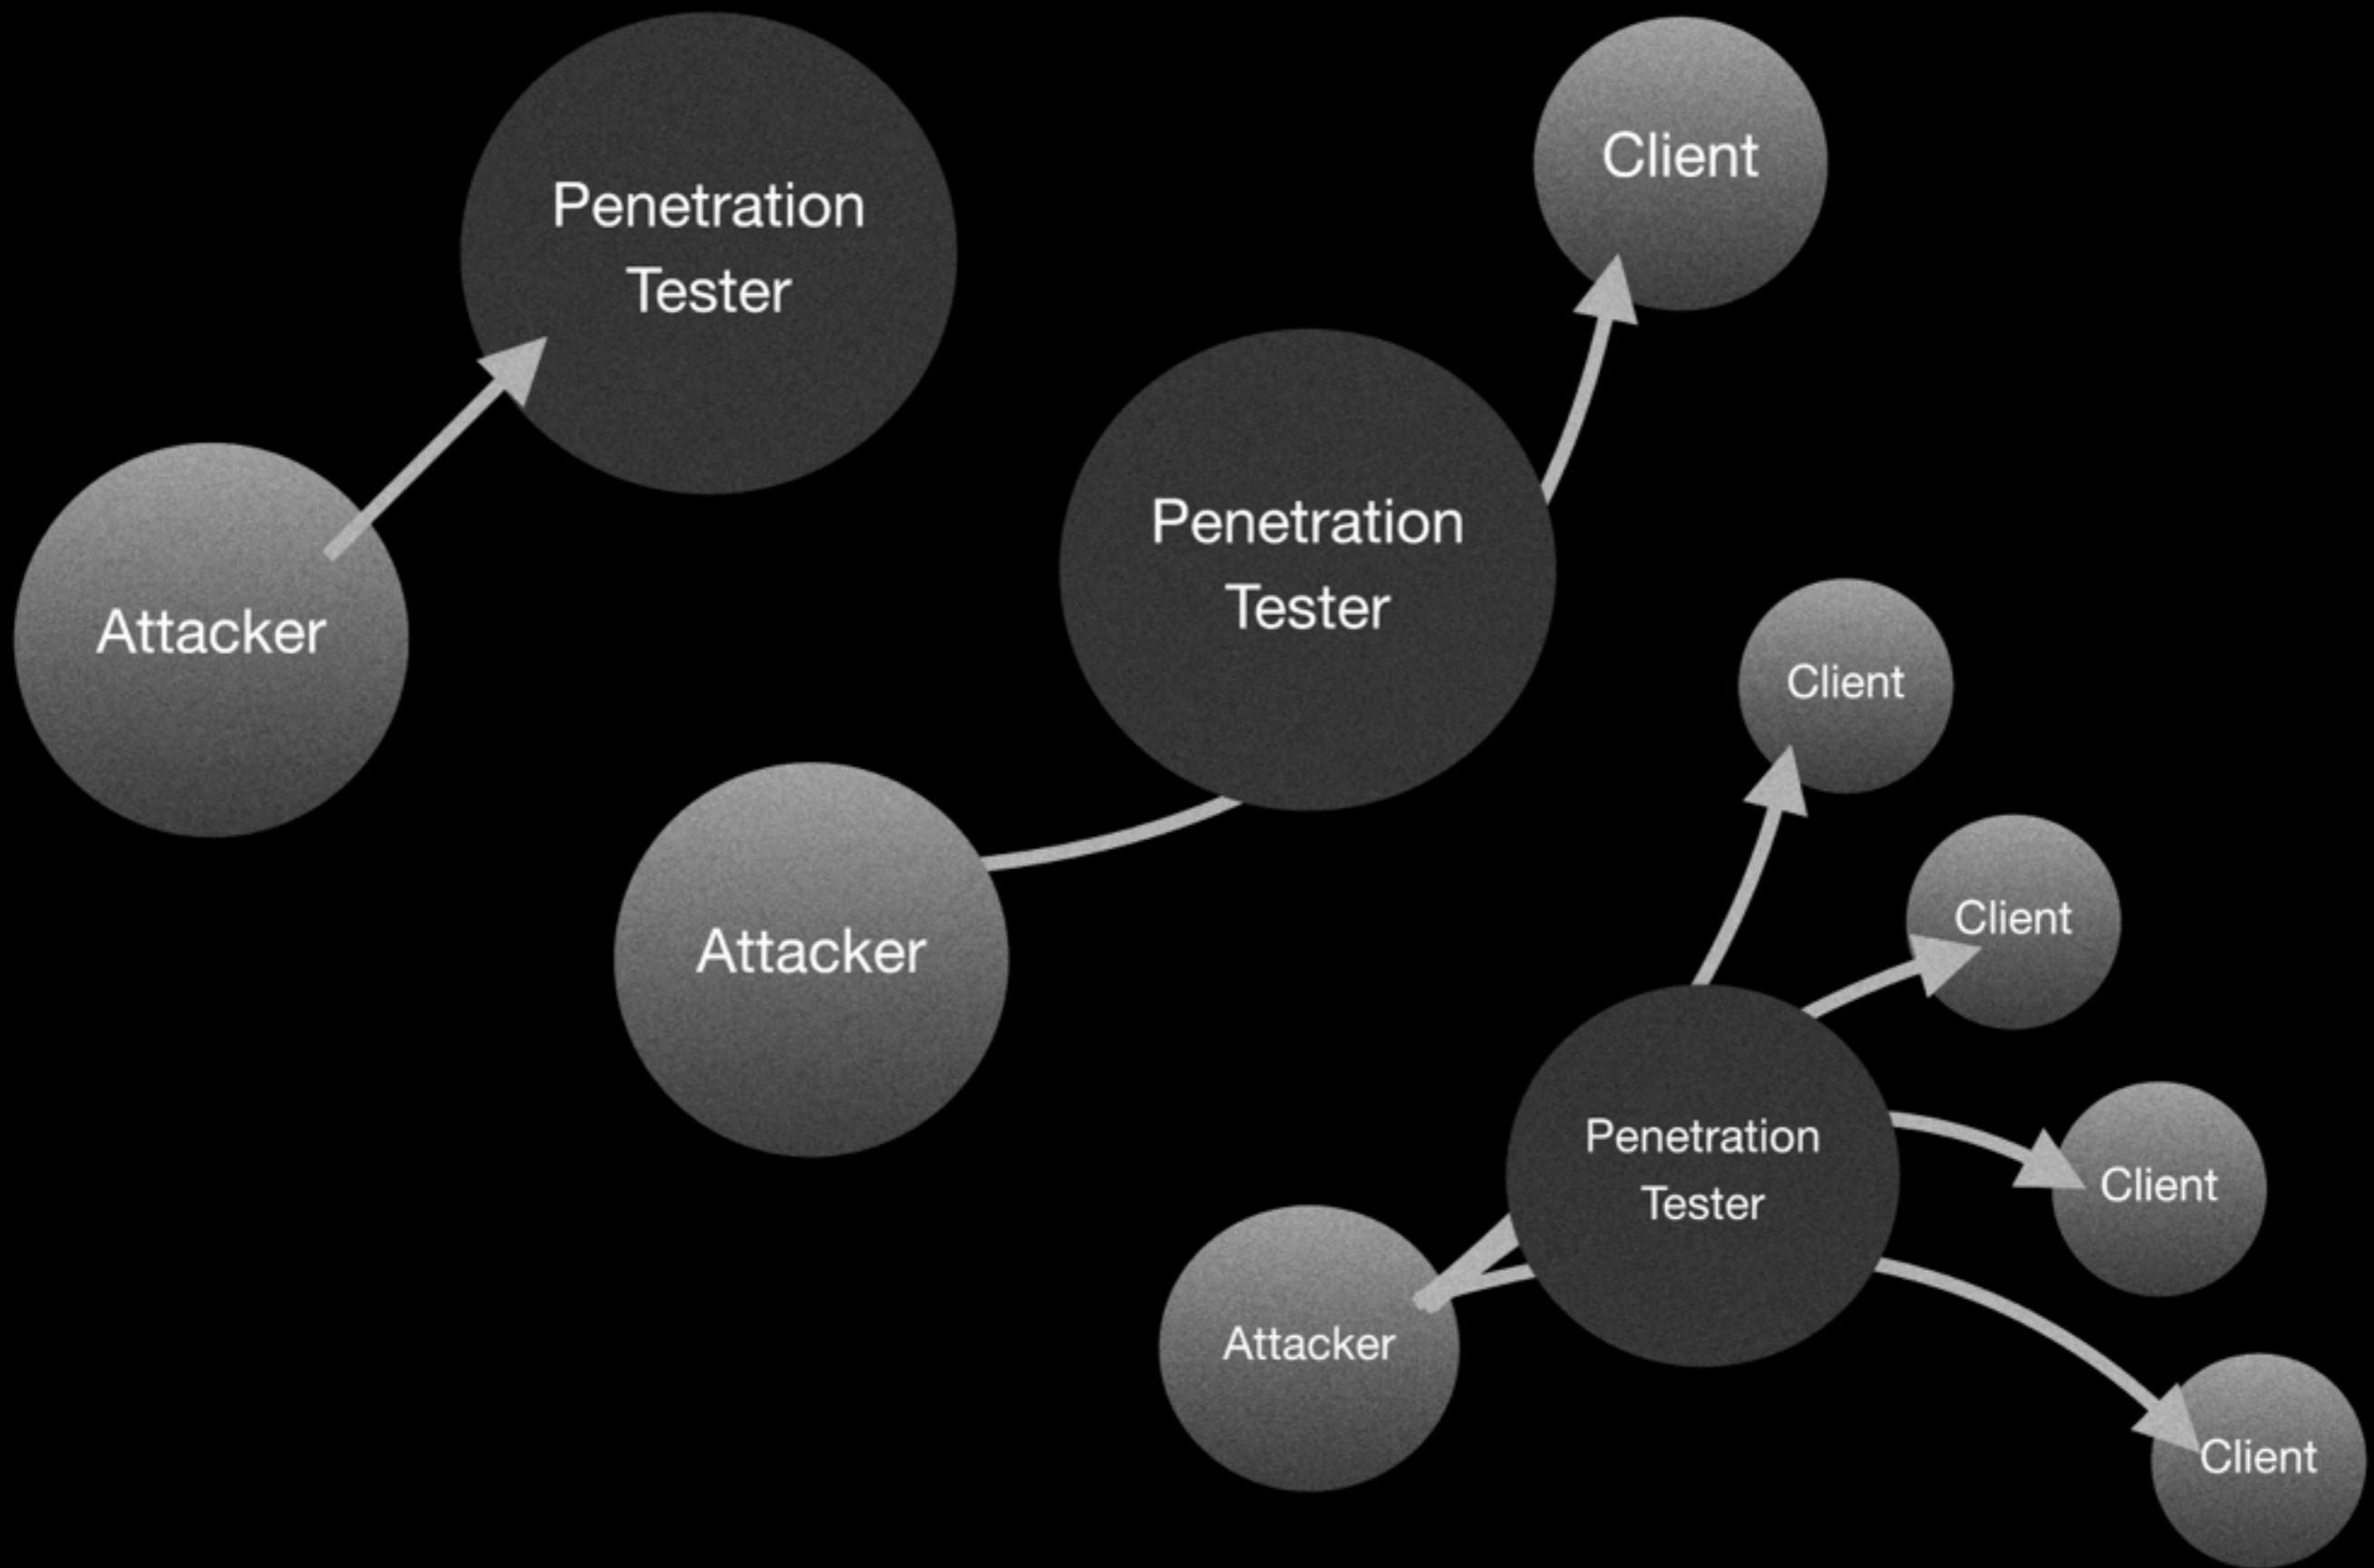 Penetration
Tester
Attacker
Client
Penetration
Tester
Attacker
Client
Client
Client
Client
Penetration
Tester
Attacker